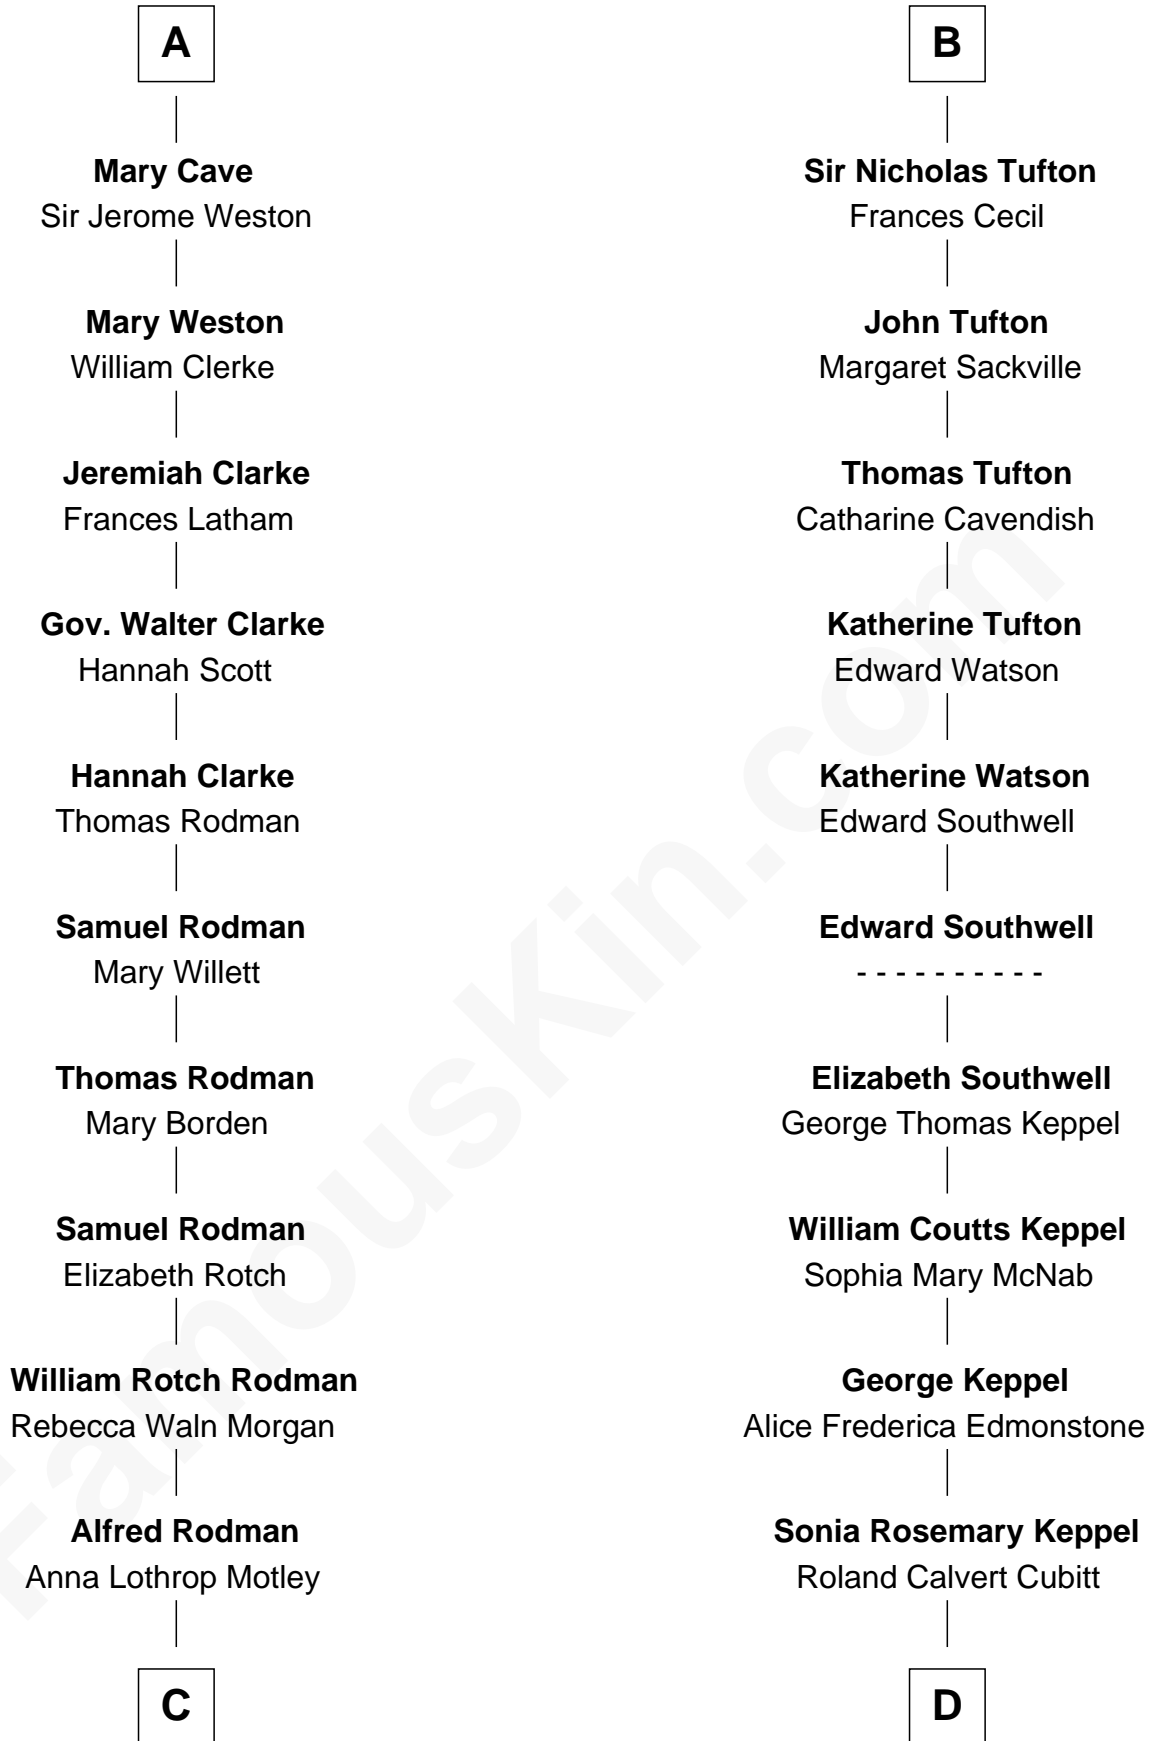 A
Mary Cave
Sir Jerome Weston
Mary Weston
William Clerke
Jeremiah Clarke
Frances Latham
Gov. Walter Clarke
Hannah Scott
Hannah Clarke
Thomas Rodman
Samuel Rodman
Mary Willett
Thomas Rodman
Mary Borden
Samuel Rodman
Elizabeth Rotch
William Rotch Rodman
Rebecca Waln Morgan
Alfred Rodman
Anna Lothrop Motley
C
B
Sir Nicholas Tufton
Frances Cecil
John Tufton
Margaret Sackville
Thomas Tufton
Catharine Cavendish
Katherine Tufton
Edward Watson
Katherine Watson
Edward Southwell
Edward Southwell
- - - - - - - - - -
Elizabeth Southwell
George Thomas Keppel
William Coutts Keppel
Sophia Mary McNab
George Keppel
Alice Frederica Edmonstone
Sonia Rosemary Keppel
Roland Calvert Cubitt
D
FamousKin.com